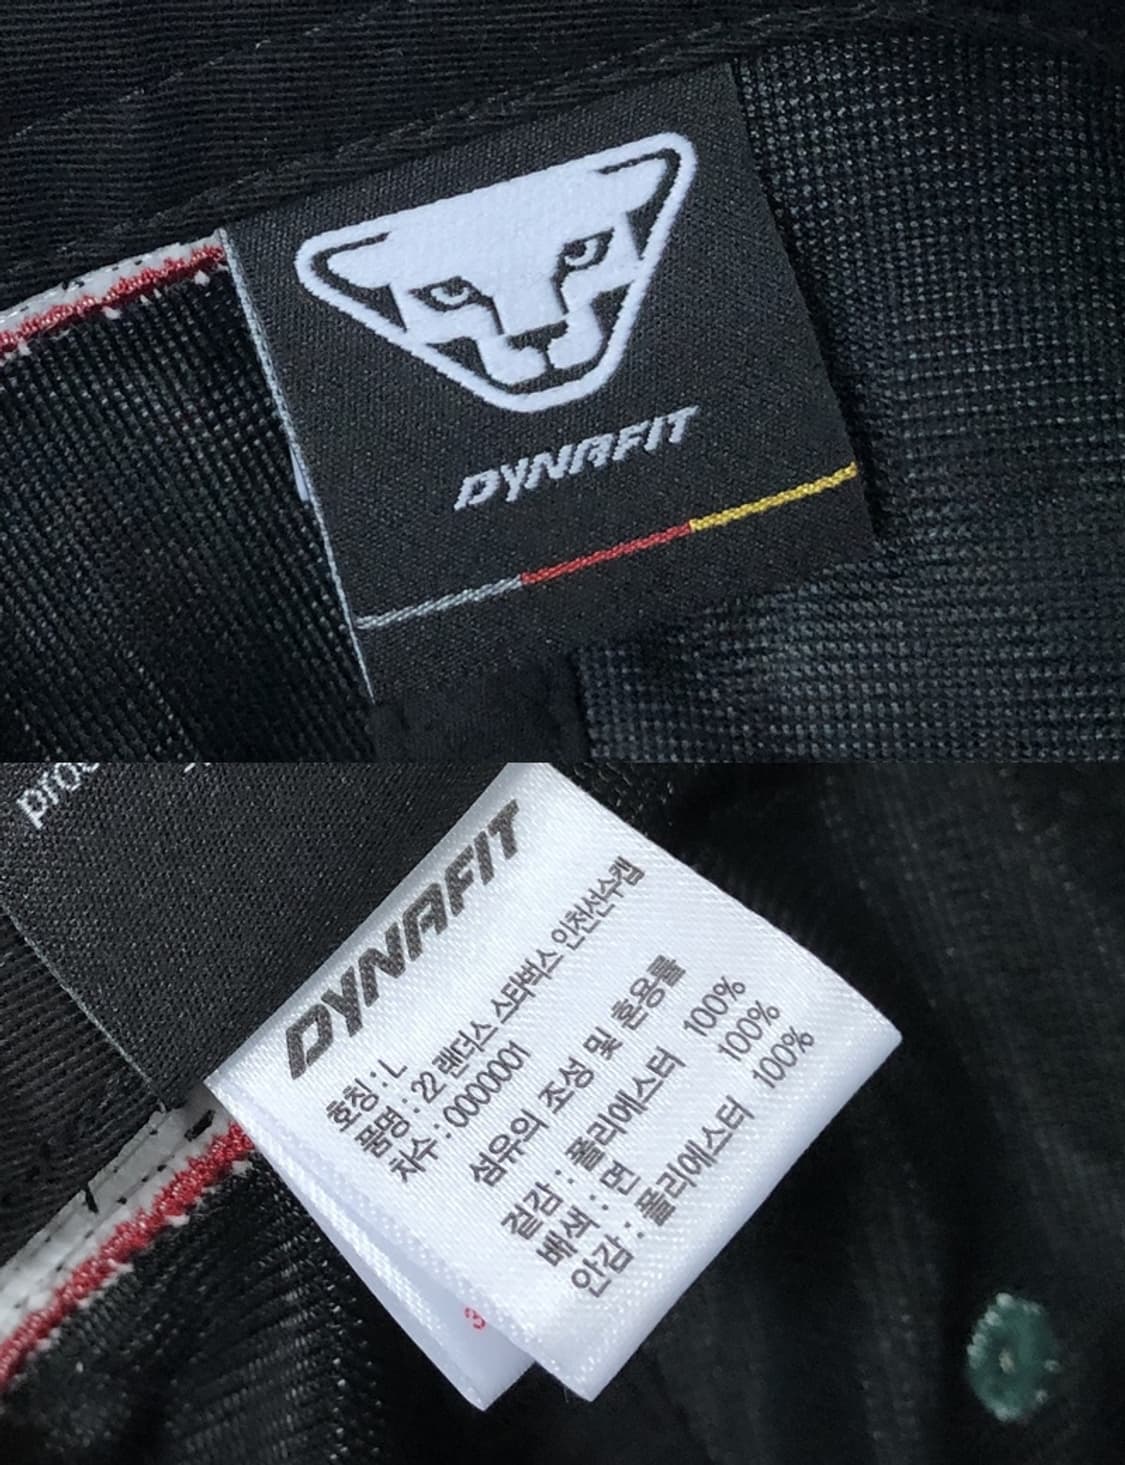 DYNAFIT
DYNAFIT
호칭 : L
품명 : 22 랜더스 스타벅스 인천선수캡
차수 : 0000001
섬유의 조성 및 혼용률
겉감 : 폴리에스터 100%
배색 : 면 100%
안감 : 폴리에스터 100%
3